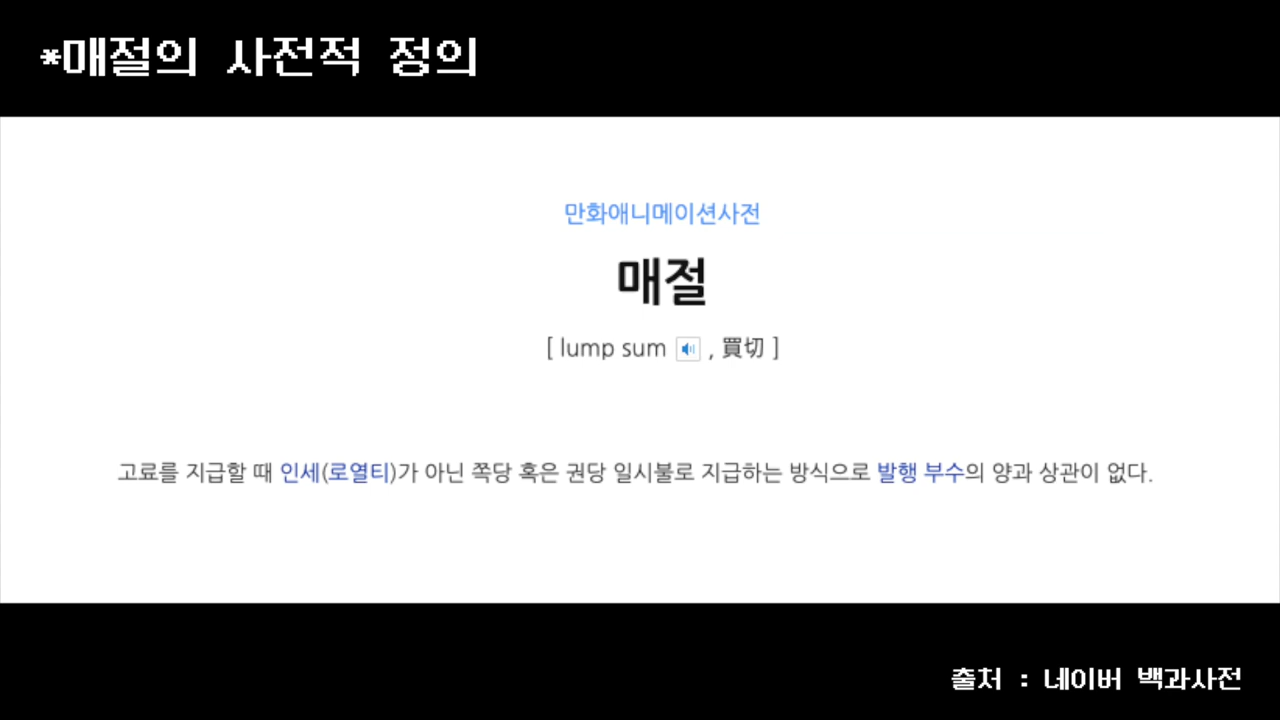 *매절의 사전적 정의
만화애니메이션사전
매절
[ lump sum , 買切 ]
고료를 지급할 때 인세(로열티)가 아닌 쪽당 혹은 권당 일시불로 지급하는 방식으로 발행 부수의 양과 상관이 없다.
출처 : 네이버 백과사전